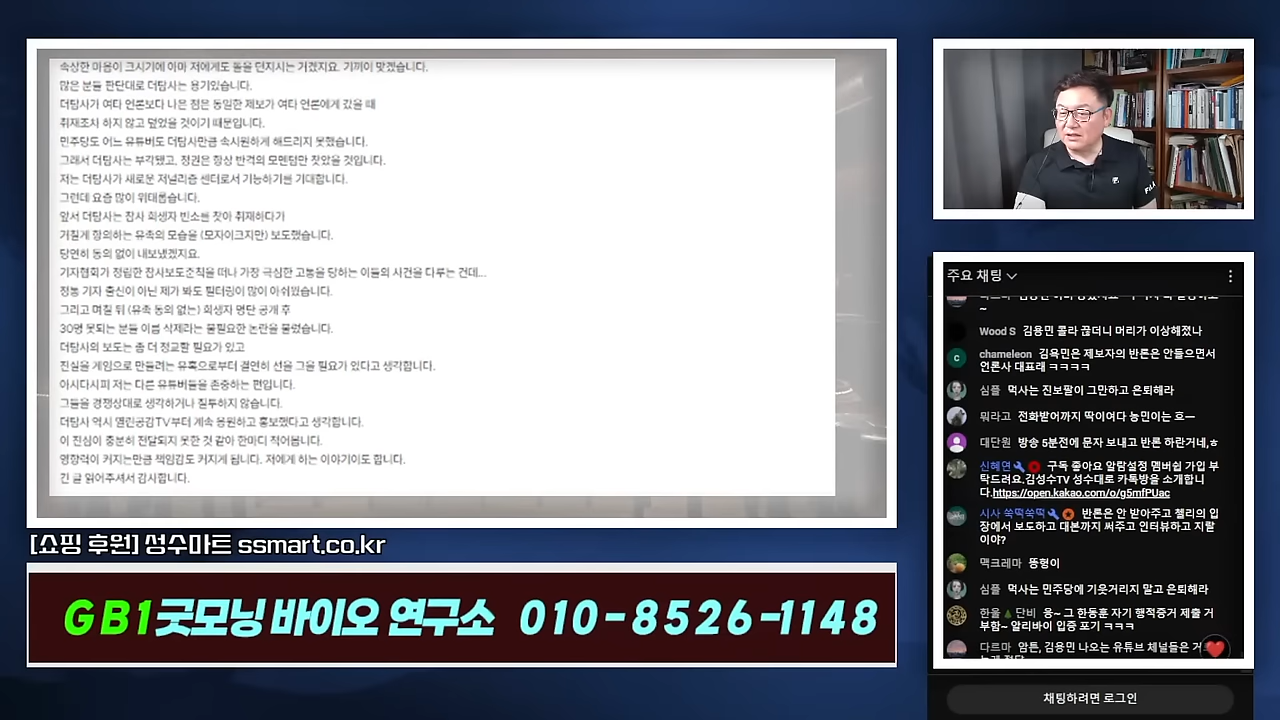 속상한 마음이 크시기에 아마 저에게도 돌을 던지시는 거겠지요. 기꺼이 맞겠습니다.
많은 분들 판단대로 더탐사는 용기있습니다.
더탐사가 여타 언론보다 나은 점은 동일한 제보가 여타 언론에게 갔을 때
취재조차 하지 않고 덮었을 것이기 때문입니다.
민주당도 어느 유튜버도 더탐사만큼 속시원하게 해드리지 못했습니다.
그래서 더탐사는 부각됐고, 정권은 항상 반격의 모멘텀만 찾았을 것입니다.
저는 더탐사가 새로운 저널리즘 센터로서 기능하기를 기대합니다.
그런데 요즘 많이 위태롭습니다.
앞서 더탐사는 참사 희생자 빈소를 찾아 취재하다가
거칠게 항의하는 유족의 모습을 (모자이크지만) 보도했습니다.
당연히 동의 없이 내보냈겠지요.
기자협회가 정립한 참사보도준칙을 떠나 가장 극심한 고통을 당하는 이들의 사건을 다루는 건데...
정통 기자 출신이 아닌 제가 봐도 필터링이 많이 아쉬웠습니다.
그리고 며칠 뒤 (유족 동의 없는) 희생자 명단 공개 후
30명 못되는 분들 이름 삭제라는 불필요한 논란을 불렀습니다.
더탐사의 보도는 좀 더 정교할 필요가 있고
진실을 게임으로 만들려는 유혹으로부터 결연히 선을 그을 필요가 있다고 생각합니다.
아시다시피 저는 다른 유튜버들을 존중하는 편입니다.
그들을 경쟁상대로 생각하거나 질투하지 않습니다.
더탐사 역시 열린공감TV부터 계속 응원하고 홍보했다고 생각합니다.
이 진심이 충분히 전달되지 못한 것 같아 한마디 적어봅니다.
영향력이 커지는만큼 책임감도 커지게 됩니다. 저에게 하는 이야기이도 합니다.
긴 글 읽어주셔서 감사합니다.
[쇼핑 후원] 성수마트 ssmart.co.kr
GB1굿모닝 바이오 연구소 010-8526-1148
FILA
주요 채팅
~
Wood S 김용민 콜라 끊더니 머리가 이상해졌나
c chameleon 김욕민은 제보자의 반론은 안들으면서
언론사 대표래 ㅋㅋㅋㅋ
심플 먹사는 진보팔이 그만하고 은퇴해라
뭐라고 전화받어까지 딱이여다 능민이는 흐ㅡ
대단원 방송 5분전에 문자 보내고 반론 하란거네,ㅎ
신혜연 구독 좋아요 알람설정 멤버쉽 가입 부
탁드려요.김성수TV 성수대로 카톡방을 소개합니
다.https://open.kakao.com/o/g5mfPUac
시사 쑥떡쑥떡 반론은 안 받아주고 첼리의 입
장에서 보도하고 대본까지 써주고 인터뷰하고 지랄
이야?
맥크레마 뚱형이
심플 먹사는 민주당에 기웃거리지 말고 은퇴해라
한울 단비 옹~ 그 한동훈 자기 행적증거 제출 거
부함~ 알리바이 입증 포기 ㅋㅋㅋ
다르마 암튼, 김용민 나오는 유튜브 채널들은
채팅하려면 로그인